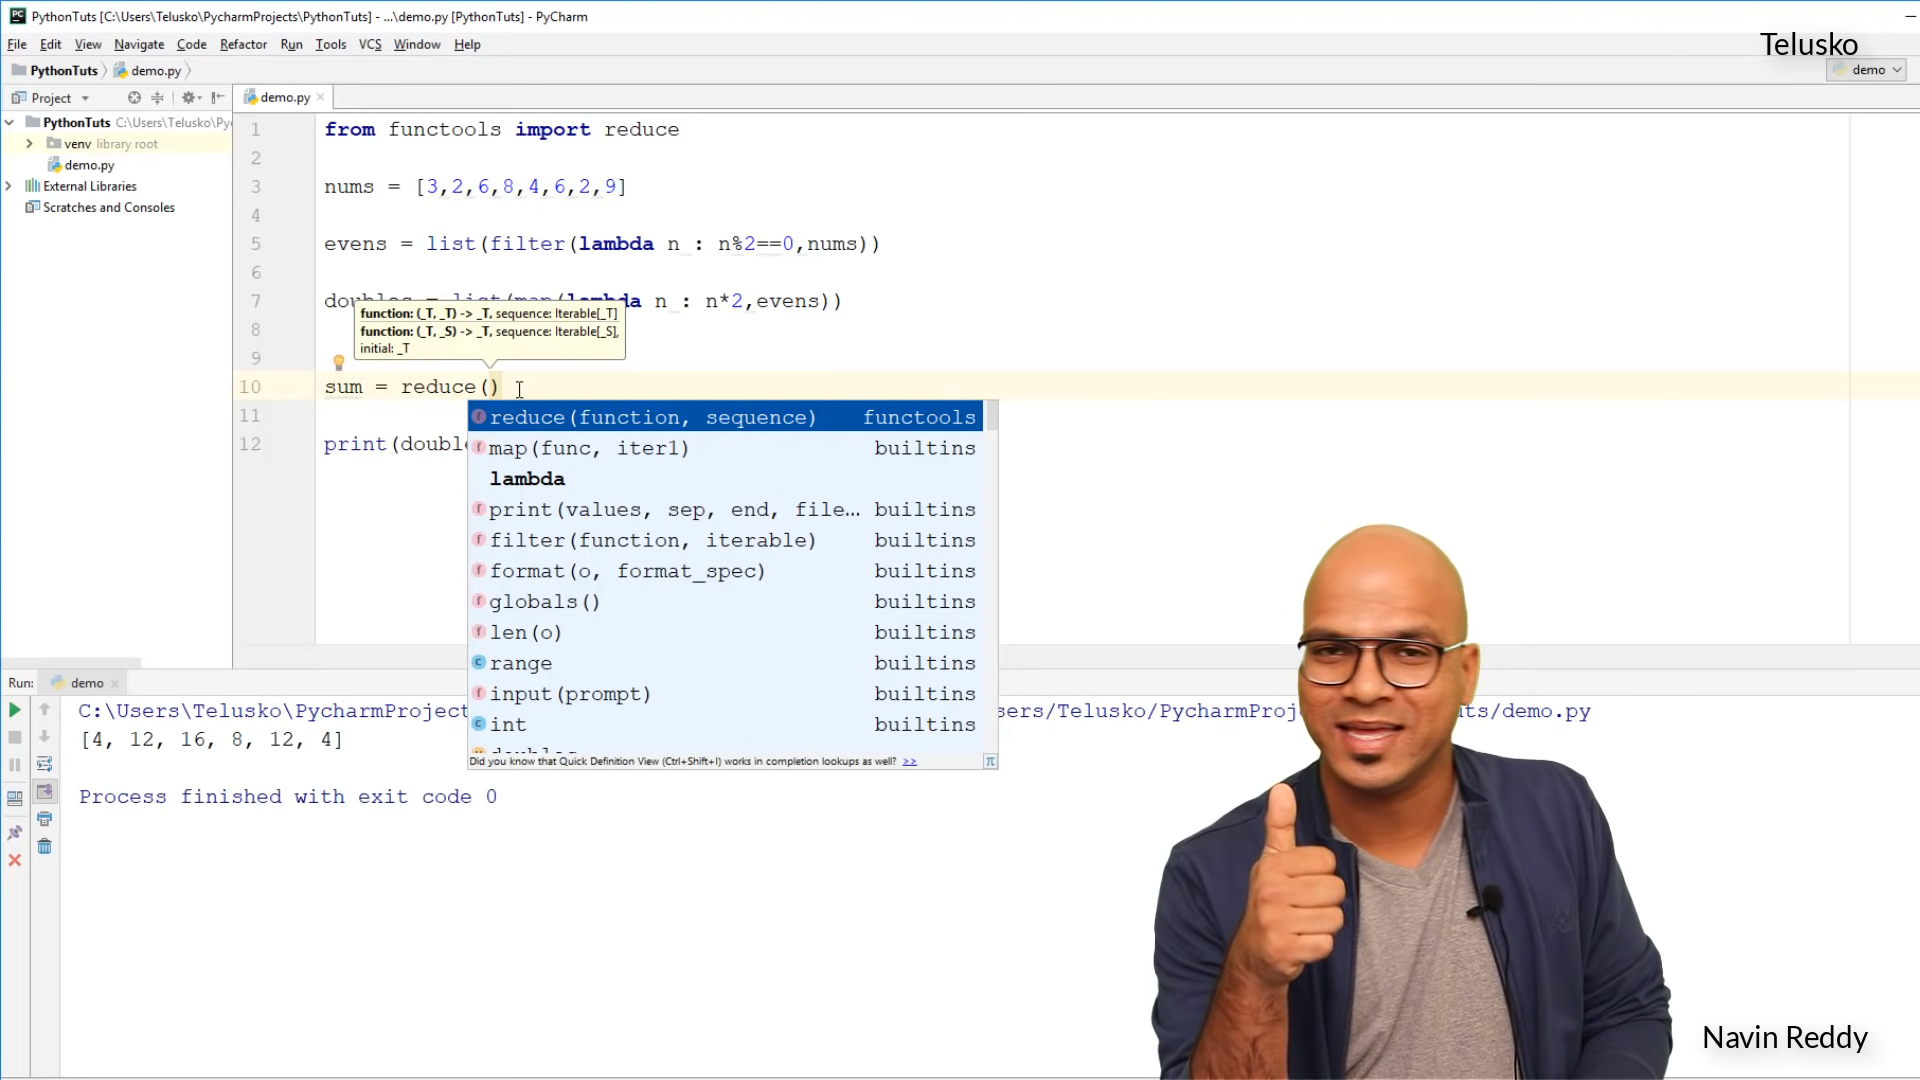 PythonTuts [C:\Users\Telusko\PycharmProjects\PythonTuts] - ...\demo.py [PythonTuts] - PyCharm
File Edit View Navigate Code Refactor Run Tools VCS Window Help
Telusko
PythonTuts demo.py
demo
Project
demo.py
PythonTuts C:\Users\Telusko\Py
venv library root
demo.py
External Libraries
Scratches and Consoles
1 from functools import reduce
2
3 nums = [3,2,6,8,4,6,2,9]
4
5 evens = list(filter(lambda n : n%2==0,nums))
6
7 doubles = list(map(lambda n : n*2,evens))
function: (_T, _T) -> _T, sequence: Iterable[_T]
function: (_T, _S) -> _T, sequence: Iterable[_S],
initial: _T
8
9
10 sum = reduce()
11
12 print(double
reduce(function, sequence) functools
map(func, iter1) builtins
lambda
print(values, sep, end, file... builtins
filter(function, iterable) builtins
format(o, format_spec) builtins
globals() builtins
len(o) builtins
range builtins
input(prompt) builtins
int builtins
doubles
Did you know that Quick Definition View (Ctrl+Shift+I) works in completion lookups as well? >>
π
Run: demo
C:\Users\Telusko\PycharmProject sers/Telusko/PycharmProj uts/demo.py
[4, 12, 16, 8, 12, 4]
Process finished with exit code 0
Navin Reddy